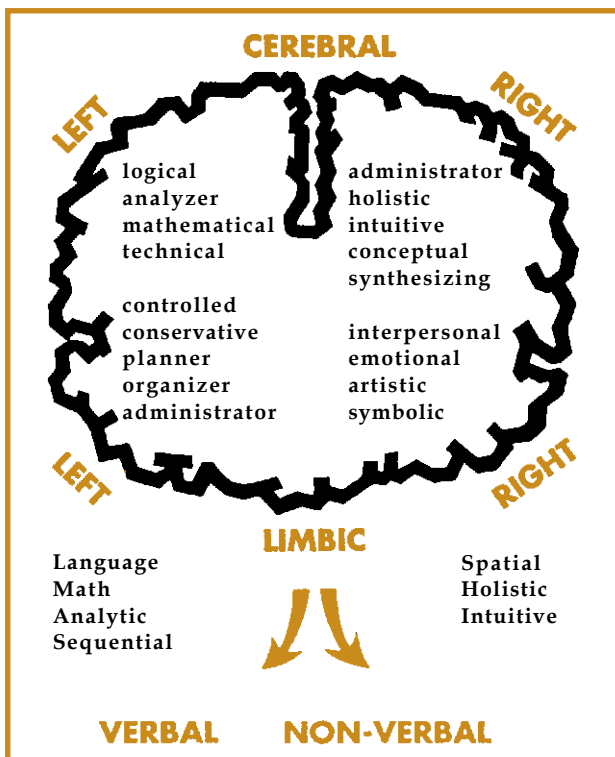 CEREBRAL
LEFT
RIGHT
logical
analyzer
mathematical
technical
administrator
holistic
intuitive
conceptual
synthesizing
controlled
conservative
planner
organizer
administrator
interpersonal
emotional
artistic
symbolic
LEFT
RIGHT
LIMBIC
Language
Math
Analytic
Sequential
Spatial
Holistic
Intuitive
VERBAL
NON-VERBAL